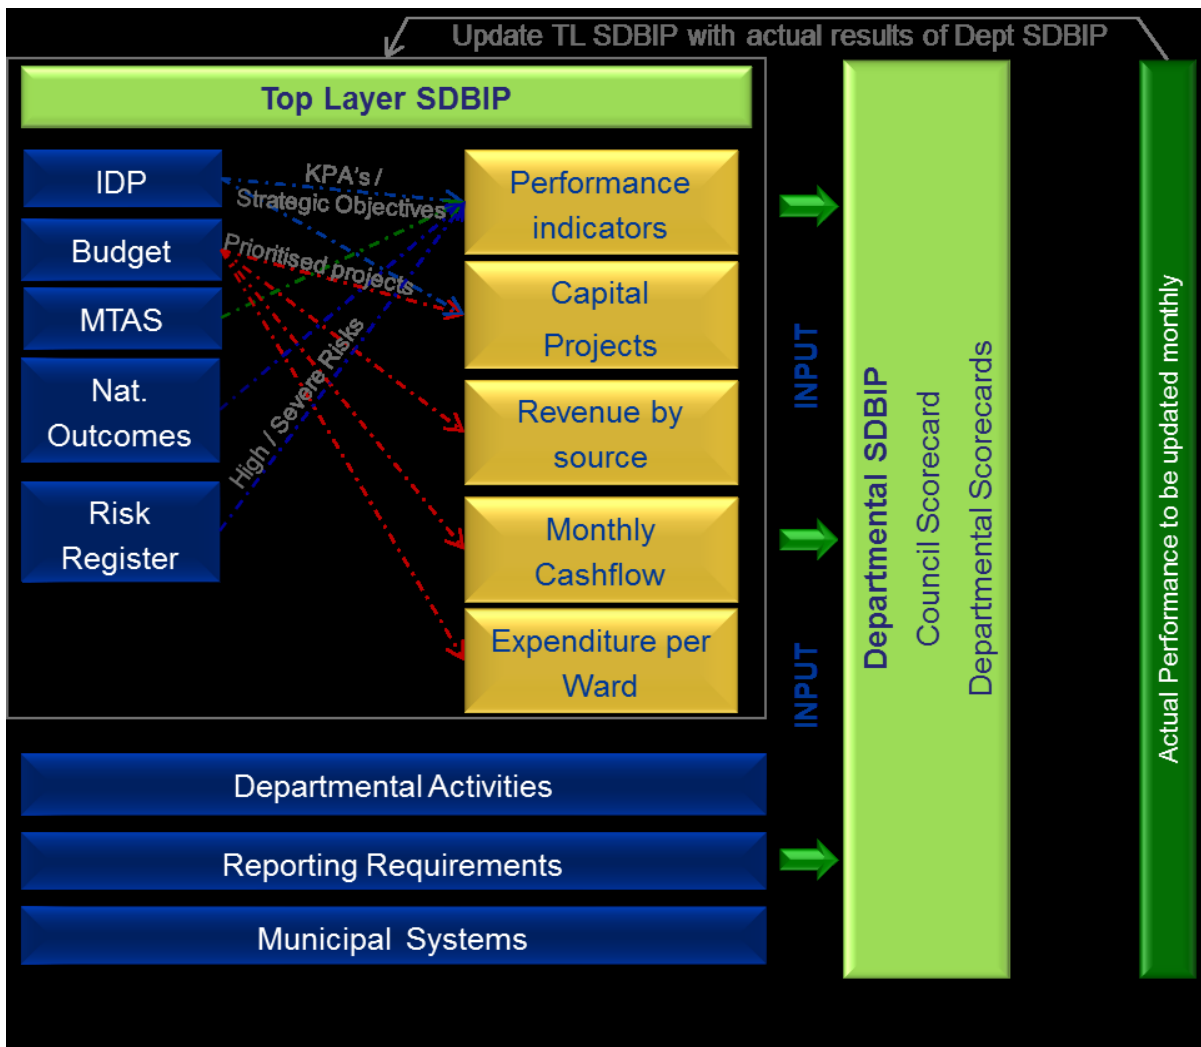 Update TL SDBIP with actual results of Dept SDBIP
Top Layer SDBIP
IDP
Budget
MTAS
Nat.
Outcomes
Risk
Register
KPA's /
Strategic Objectives
Prioritised projects
High / Severe Risks
Performance
indicators
Capital
Projects
Revenue by
source
Monthly
Cashflow
Expenditure per
Ward
INPUT
INPUT
Departmental SDBIP
Council Scorecard
Departmental Scorecards
Actual Performance to be updated monthly
Departmental Activities
Reporting Requirements
Municipal Systems